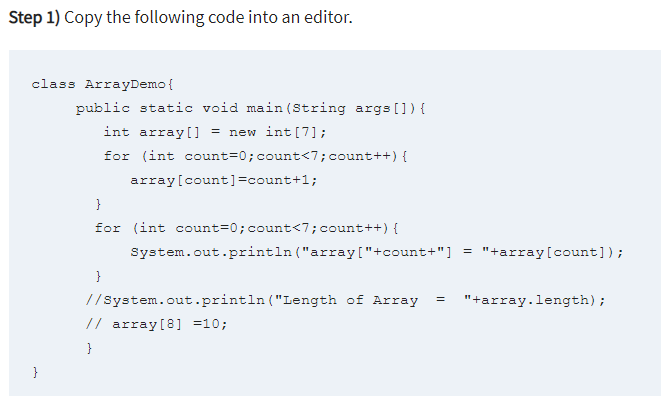 Step 1) Copy the following code into an editor.
class ArrayDemo{
public static void main(String args[]){
int array[] = new int[7];
for (int count=0;count<7;count++){
array[count]=count+1;
}
for (int count=0;count<7;count++){
System.out.println("array["+count+"] = "+array[count]);
}
//System.out.println("Length of Array  =  "+array.length);
// array[8] =10;
}
}